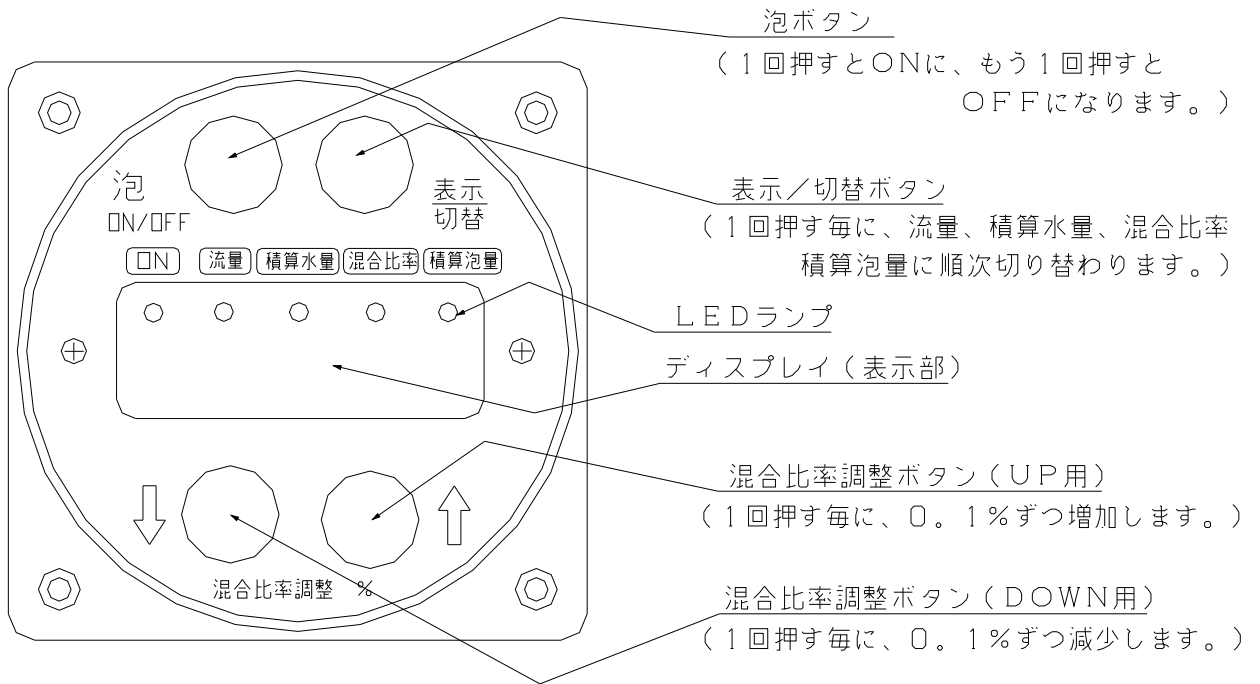 泡ボタン
(1回押すとONに、もう1回押すと
OFFになります。)
泡
ON/OFF
表示
切替
表示/切替ボタン
(1回押す毎に、流量、積算水量、混合比率
積算泡量に順次切り替わります。)
ON 流量 積算水量 混合比率 積算泡量
LEDランプ
ディスプレイ(表示部)
混合比率調整ボタン(UP用)
(1回押す毎に、0。1%ずつ増加します。)
混合比率調整 %
混合比率調整ボタン(DOWN用)
(1回押す毎に、0。1%ずつ減少します。)